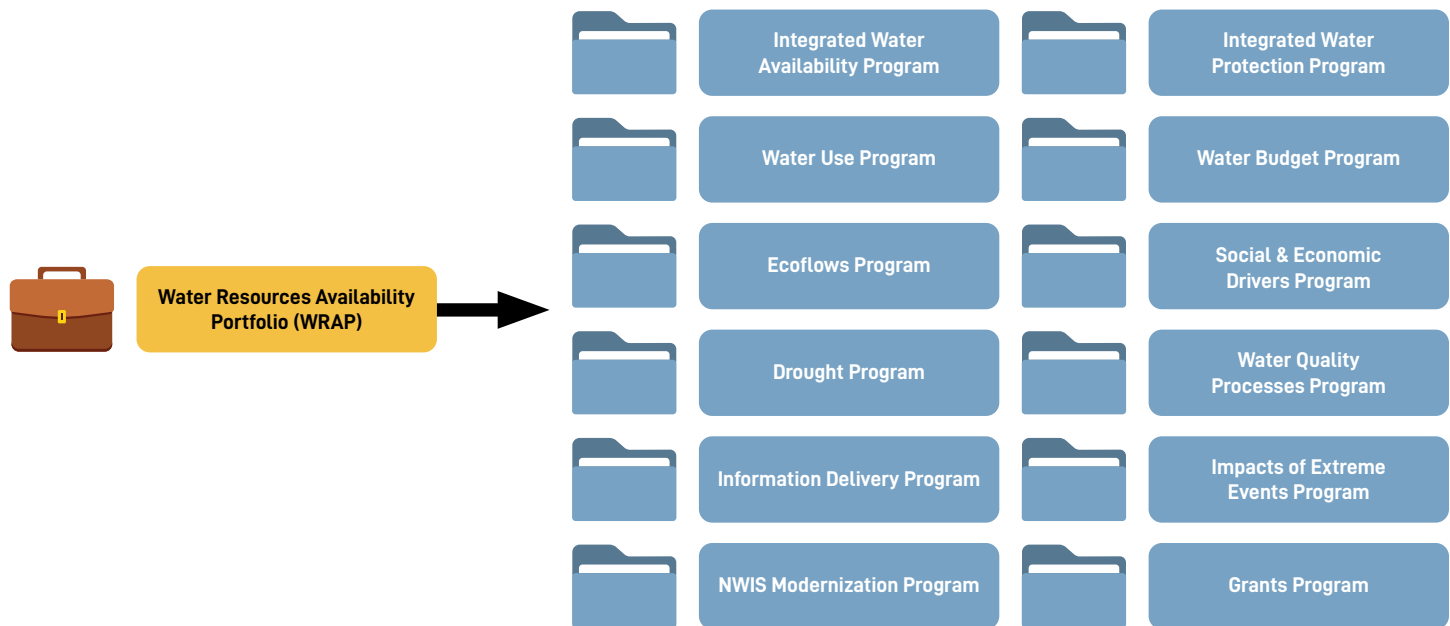 Water Resources Availability
Portfolio (WRAP)
Integrated Water
Availability Program
Integrated Water
Protection Program
Water Use Program
Water Budget Program
Ecoflows Program
Social & Economic
Drivers Program
Drought Program
Water Quality
Processes Program
Information Delivery Program
Impacts of Extreme
Events Program
NWIS Modernization Program
Grants Program